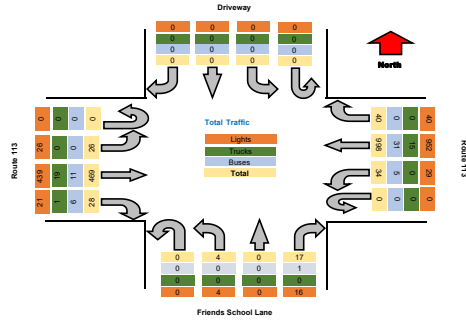 Driveway
0 0 0 0
0 0 0 0
0 0 0 0
0 0 0 0
North
Total Traffic
Lights
Trucks
Buses
Total
Route 113
0 0 0 0
26 0 0 26
439 19 11 469
21 1 6 28
40 0 0 40
998 31 15 952
34 5 0 29
0 0 0 0
Route 113
0 4 0 17
0 0 0 1
0 0 0 0
0 4 0 16
Friends School Lane